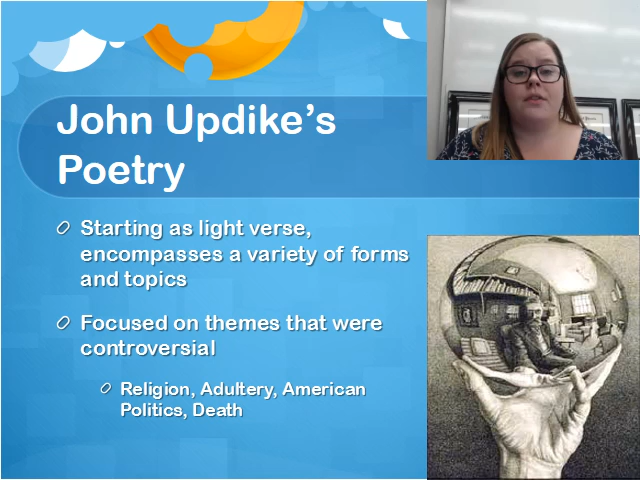 John Updike’s
Poetry
Starting as light verse,
encompasses a variety of forms
and topics
Focused on themes that were
controversial
Religion, Adultery, American
Politics, Death